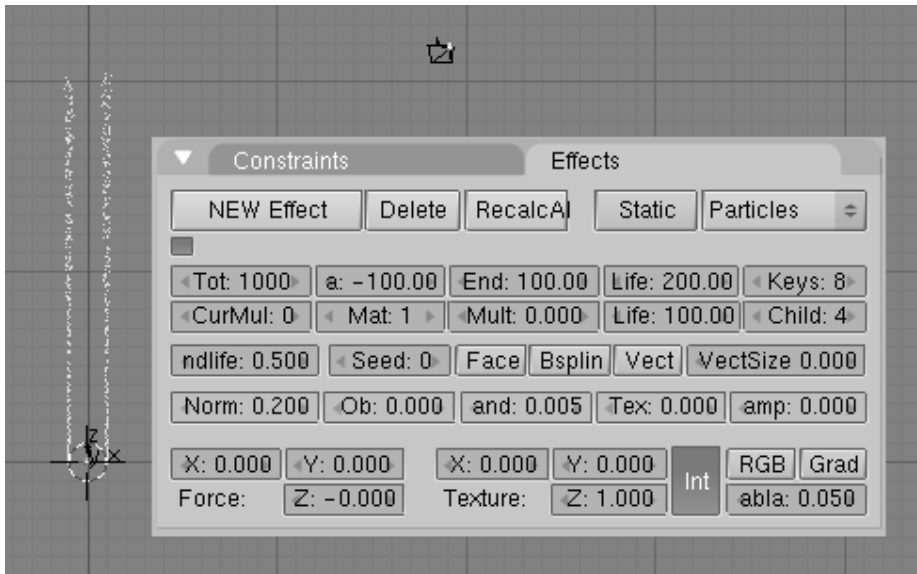 Constraints Effects
NEW Effect Delete RecalcAl Static Particles
Tot: 1000 a: -100.00 End: 100.00 Life: 200.00 Keys: 8
CurMul: 0 Mat: 1 Mult: 0.000 Life: 100.00 Child: 4
ndlife: 0.500 Seed: 0 Face Bsplin Vect VectSize 0.000
Norm: 0.200 Ob: 0.000 and: 0.005 Tex: 0.000 amp: 0.000
X: 0.000 Y: 0.000 X: 0.000 Y: 0.000 Int RGB Grad
Force: Z: -0.000 Texture: Z: 1.000 abla: 0.050
z
y x